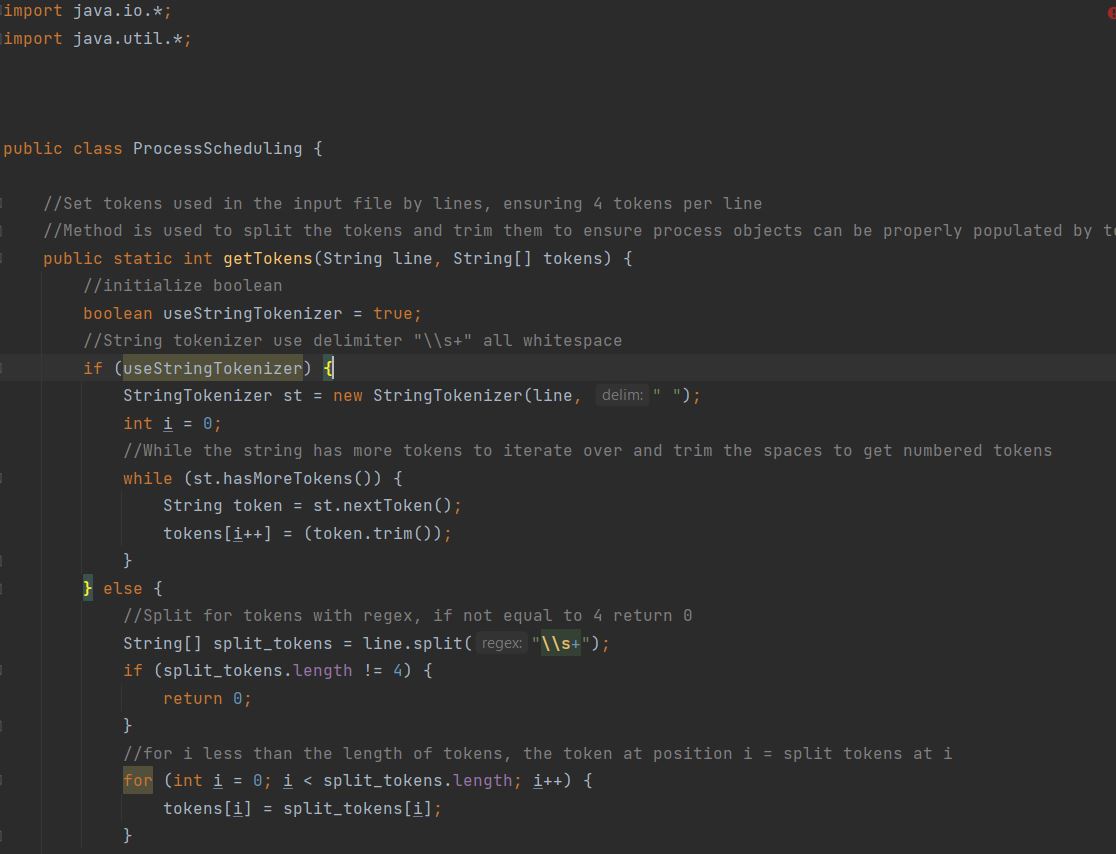 import java.io.*;
import java.util.*;
public class ProcessScheduling {
//Set tokens used in the input file by lines, ensuring 4 tokens per line
//Method is used to split the tokens and trim them to ensure process objects can be properly populated by
public static int getTokens(String line, String[] tokens) {
//initialize boolean
boolean useStringTokenizer = true;
//String tokenizer use delimiter "\\s+" all whitespace
if (useStringTokenizer) {
StringTokenizer st = new StringTokenizer(line, delim: " ");
int i = 0;
//While the string has more tokens to iterate over and trim the spaces to get numbered tokens
while (st.hasMoreTokens()) {
String token = st.nextToken();
tokens[i++] = (token.trim());
}
} else {
//Split for tokens with regex, if not equal to 4 return 0
String[] split_tokens = line.split( regex: "\\s+");
if (split_tokens.length != 4) {
return 0;
}
//for i less than the length of tokens, the token at position i = split tokens at i
for (int i = 0; i < split_tokens.length; i++) {
tokens[i] = split_tokens[i];
}